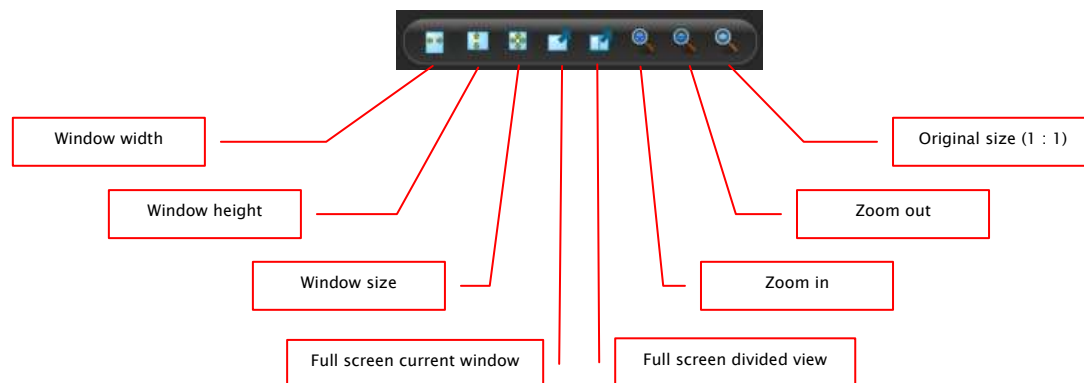 Window width
Original size (1 : 1)
Window height
Zoom out
Window size
Zoom in
Full screen current window
Full screen divided view